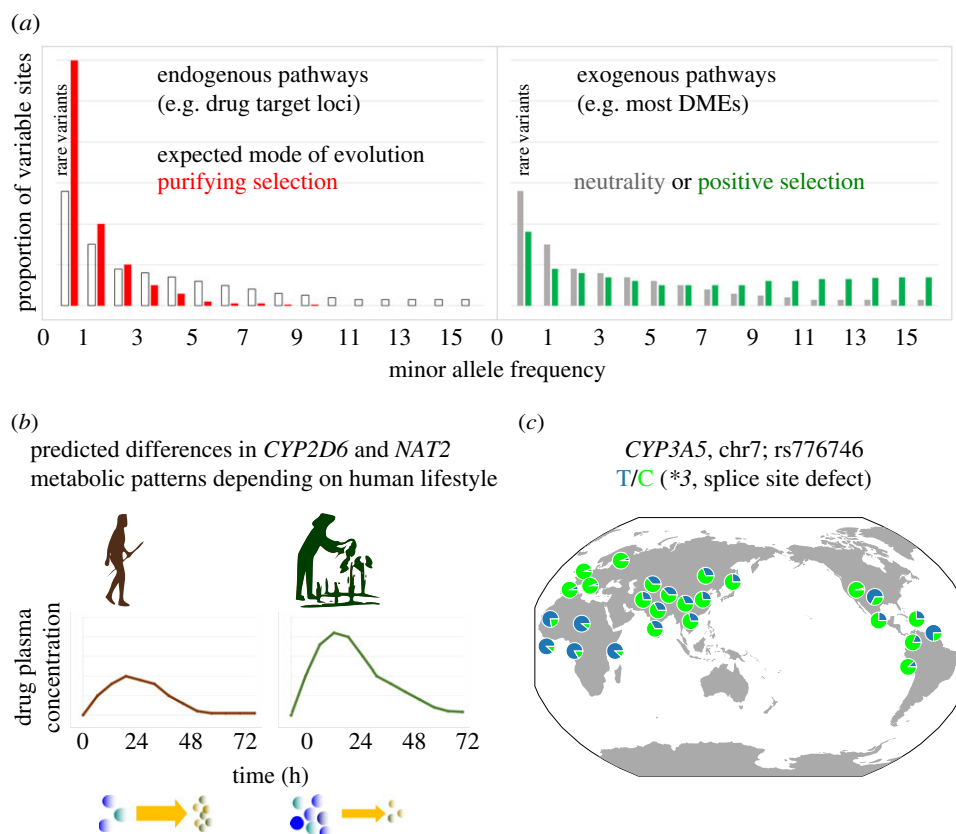 (a)
proportion of variable sites
rare variants
endogenous pathways
(e.g. drug target loci)
expected mode of evolution
purifying selection
rare variants
exogenous pathways
(e.g. most DMEs)
neutrality or positive selection
0 1 3 5 7 9 11 13 15 0 1 3 5 7 9 11 13 15
minor allele frequency
(b)
predicted differences in CYP2D6 and NAT2
metabolic patterns depending on human lifestyle
drug plasma
concentration
0 24 48 72 0 24 48 72
time (h)
(c)
CYP3A5, chr7; rs776746
T/C (*3, splice site defect)